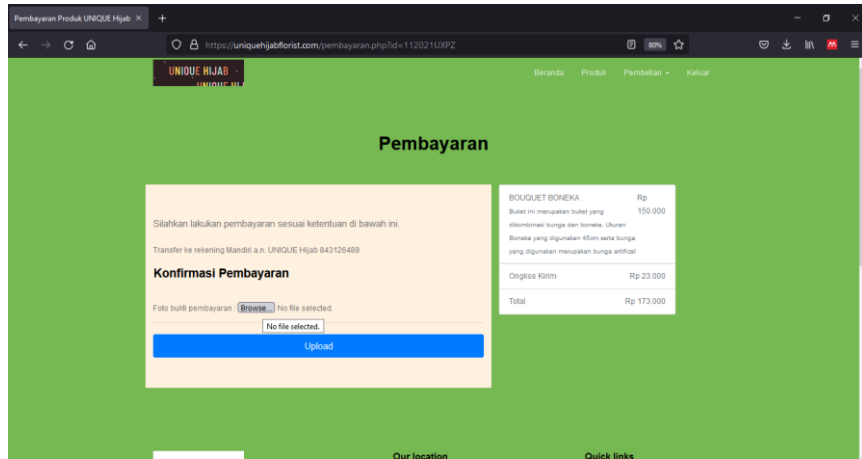 Pembayaran Produk UNIQUE Hijab
https://uniquehijabflorist.com/pembayaran.php?id=112021UXPZ
80%
UNIQUE HIJAB
Beranda Produk Pembelian Keluar
Pembayaran
Silahkan lakukan pembayaran sesuai ketentuan di bawah ini.
Transfer ke rekening Mandiri a.n. UNIQUE Hijab 843126489
Konfirmasi Pembayaran
Foto bukti pembayaran : Browse... No file selected.
No file selected.
Upload
BOUQUET BONEKA Rp
150.000
Buket ini merupakan buket yang
dikombinasi bunga dan boneka. Ukuran
Boneka yang digunakan 45cm serta bunga
yang digunakan merupakan bunga artifical
Ongkos Kirim Rp 23.000
Total Rp 173.000
Our location
Quick links